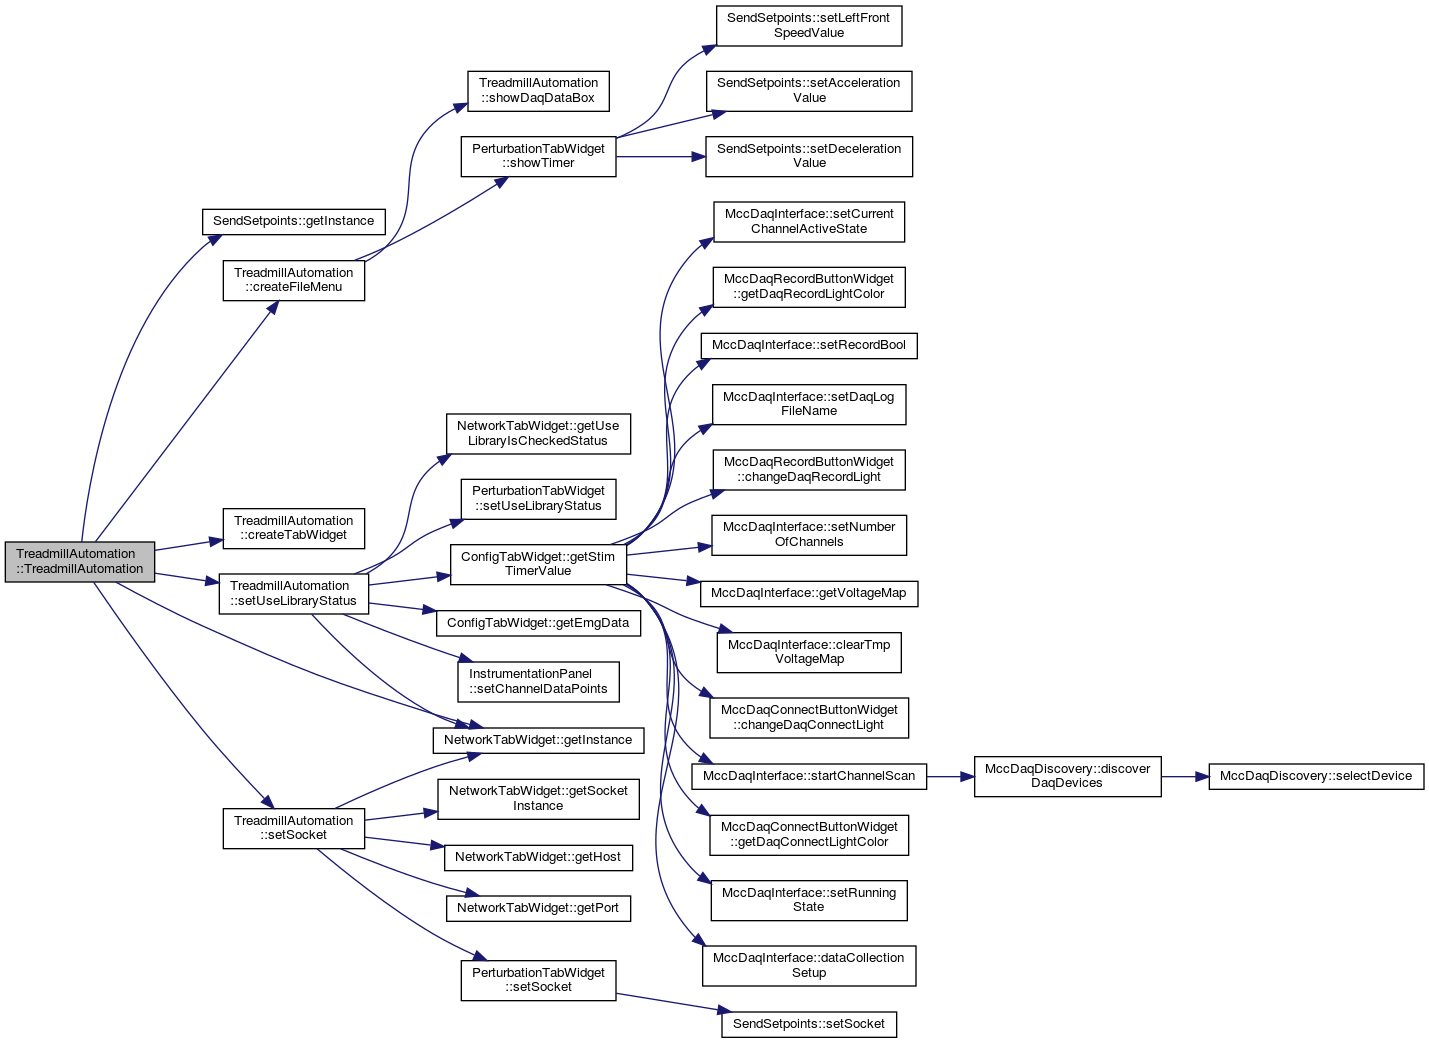 SendSetpoints::setLeftFront
SpeedValue
TreadmillAutomation
::showDaqDataBox
SendSetpoints::setAcceleration
Value
PerturbationTabWidget
::showTimer
SendSetpoints::setDeceleration
Value
SendSetpoints::getInstance
MccDaqInterface::setCurrent
ChannelActiveState
TreadmillAutomation
::createFileMenu
MccDaqRecordButtonWidget
::getDaqRecordLightColor
MccDaqInterface::setRecordBool
MccDaqInterface::setDaqLog
FileName
NetworkTabWidget::getUse
LibraryIsCheckedStatus
MccDaqRecordButtonWidget
::changeDaqRecordLight
PerturbationTabWidget
::setUseLibraryStatus
TreadmillAutomation
::createTabWidget
MccDaqInterface::setNumber
OfChannels
TreadmillAutomation
::TreadmillAutomation
ConfigTabWidget::getStim
TimerValue
TreadmillAutomation
::setUseLibraryStatus
MccDaqInterface::getVoltageMap
ConfigTabWidget::getEmgData
MccDaqInterface::clearTmp
VoltageMap
InstrumentationPanel
::setChannelDataPoints
MccDaqConnectButtonWidget
::changeDaqConnectLight
NetworkTabWidget::getInstance
MccDaqInterface::startChannelScan
MccDaqDiscovery::discover
DaqDevices
MccDaqDiscovery::selectDevice
NetworkTabWidget::getSocket
Instance
TreadmillAutomation
::setSocket
MccDaqConnectButtonWidget
::getDaqConnectLightColor
NetworkTabWidget::getHost
MccDaqInterface::setRunning
State
NetworkTabWidget::getPort
MccDaqInterface::dataCollection
Setup
PerturbationTabWidget
::setSocket
SendSetpoints::setSocket